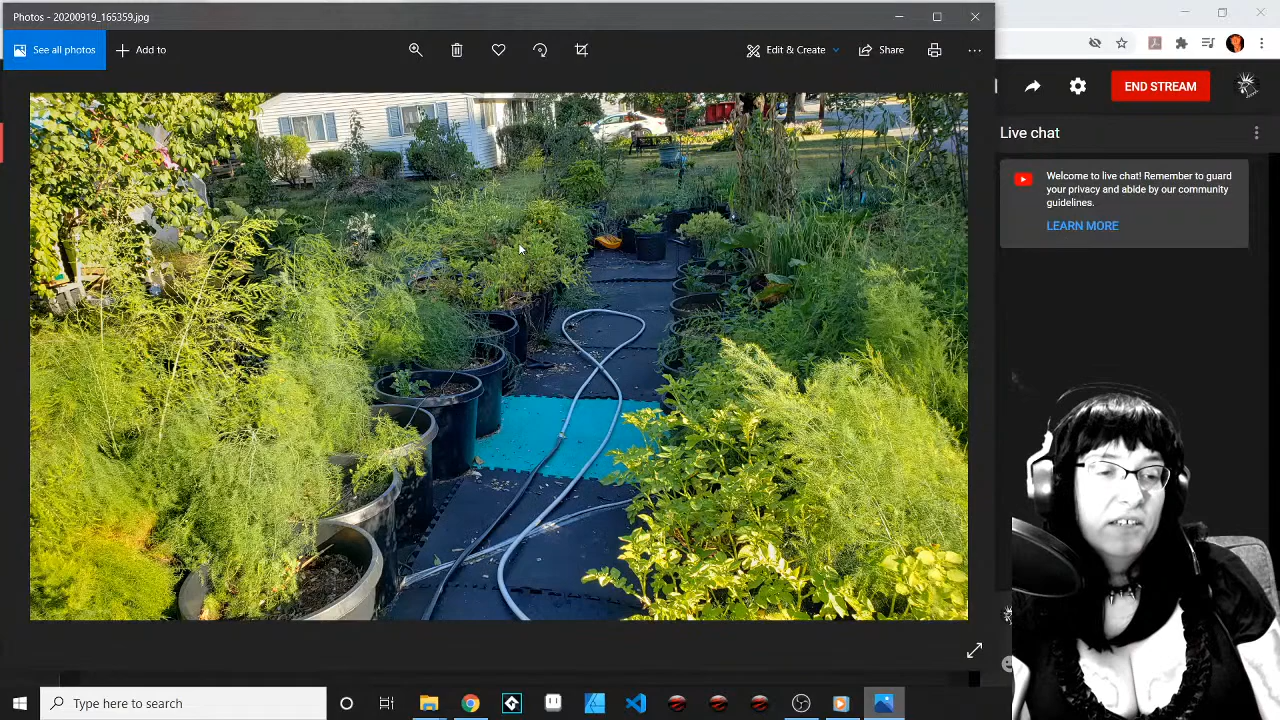 Photos - 20200919_165359.jpg
See all photos
Add to
Edit & Create
Share
END STREAM
Live chat
Welcome to live chat! Remember to guard
your privacy and abide by our community
guidelines.
LEARN MORE
Type here to search